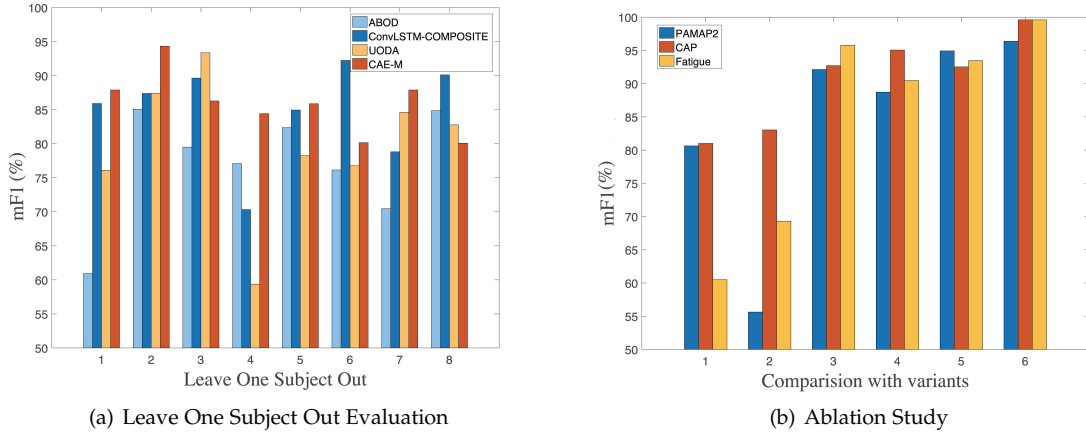 100
95
90
85
80
75
70
65
60
55
50
mF1 (%)
ABOD
ConvLSTM-COMPOSITE
UODA
CAE-M
1 2 3 4 5 6 7 8
Leave One Subject Out
(a) Leave One Subject Out Evaluation
100
95
90
85
80
75
70
65
60
55
50
mF1(%)
PAMAP2
CAP
Fatigue
1 2 3 4 5 6
Comparision with variants
(b) Ablation Study